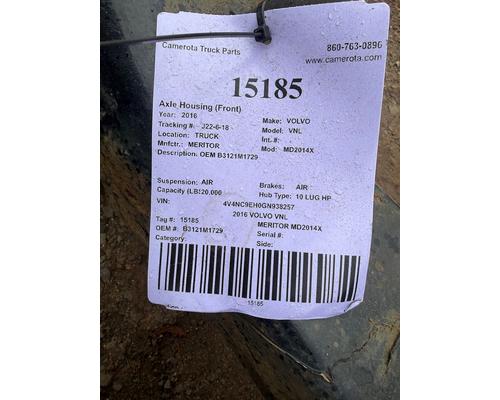 Camerota Truck Parts 860-763-0896
www.camerota.com
15185
Axle Housing (Front)
Year: 2016 Make: VOLVO
Tracking #: J22-6-18 Model: VNL
Location: TRUCK Int. #:
Mnfctr.: MERITOR Mod: MD2014X
Description: OEM B3121M1729
Suspension: AIR Brakes: AIR
Capacity (LBS20,000 Hub Type: 10 LUG HP
VIN: 4V4NC9EH0GN938257
2016 VOLVO VNL
Tag #: 15185 MERITOR MD2014X
OEM #: B3121M1729 Serial #:
Category: Side:
15185